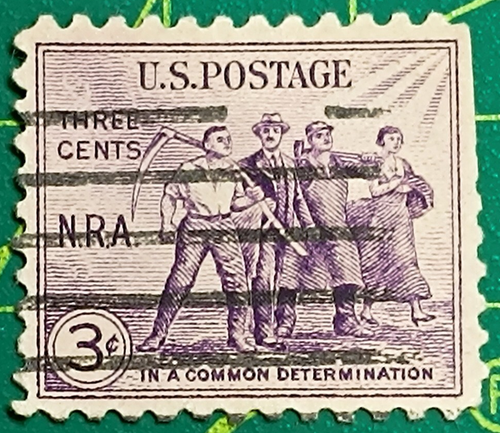 U.S.POSTAGE
THREE
CENTS
N.R.A.
3¢
IN A COMMON DETERMINATION